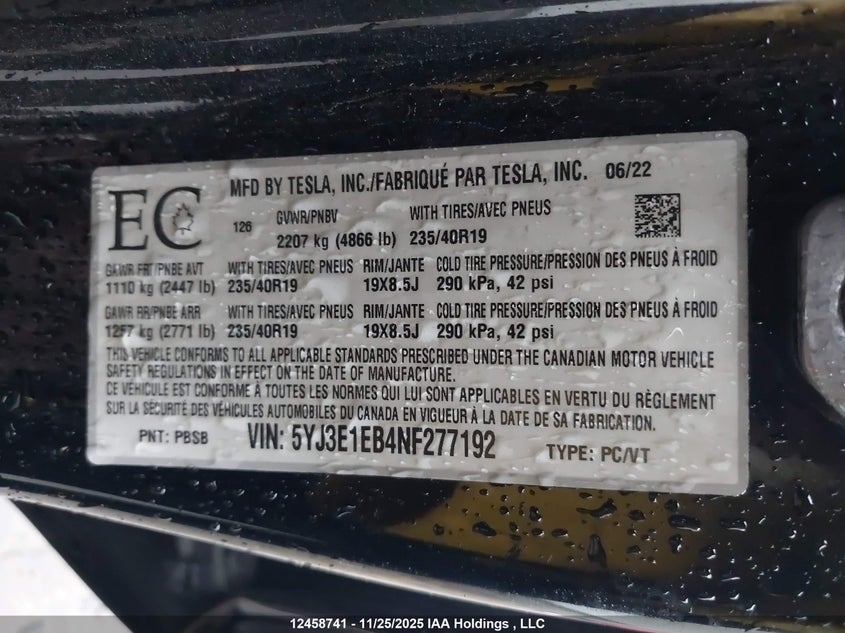 EC
MFD BY TESLA, INC./FABRIQUÉ PAR TESLA, INC. 06/22
126 GVWR/PNBV WITH TIRES/AVEC PNEUS
2207 kg (4866 lb) 235/40R19
GAWR FRT/PNBE AVT WITH TIRES/AVEC PNEUS RIM/JANTE COLD TIRE PRESSURE/PRESSION DES PNEUS À FROID
1110 kg (2447 lb) 235/40R19 19X8.5J 290 kPa, 42 psi
GAWR RR/PNBE ARR WITH TIRES/AVEC PNEUS RIM/JANTE COLD TIRE PRESSURE/PRESSION DES PNEUS À FROID
1257 kg (2771 lb) 235/40R19 19X8.5J 290 kPa, 42 psi
THIS VEHICLE CONFORMS TO ALL APPLICABLE STANDARDS PRESCRIBED UNDER THE CANADIAN MOTOR VEHICLE
SAFETY REGULATIONS IN EFFECT ON THE DATE OF MANUFACTURE.
CE VÉHICULE EST CONFORME À TOUTES LES NORMES QUI LUI SONT APPLICABLES EN VERTU DU RÈGLEMENT
SUR LA SÉCURITÉ DES VÉHICULES AUTOMOBILES DU CANADA EN VIGUEUR À LA DATE DE SA FABRICATION.
PNT: PBSB VIN: 5YJ3E1EB4NF277192 TYPE: PC/VT
12458741 - 11/25/2025 IAA Holdings , LLC